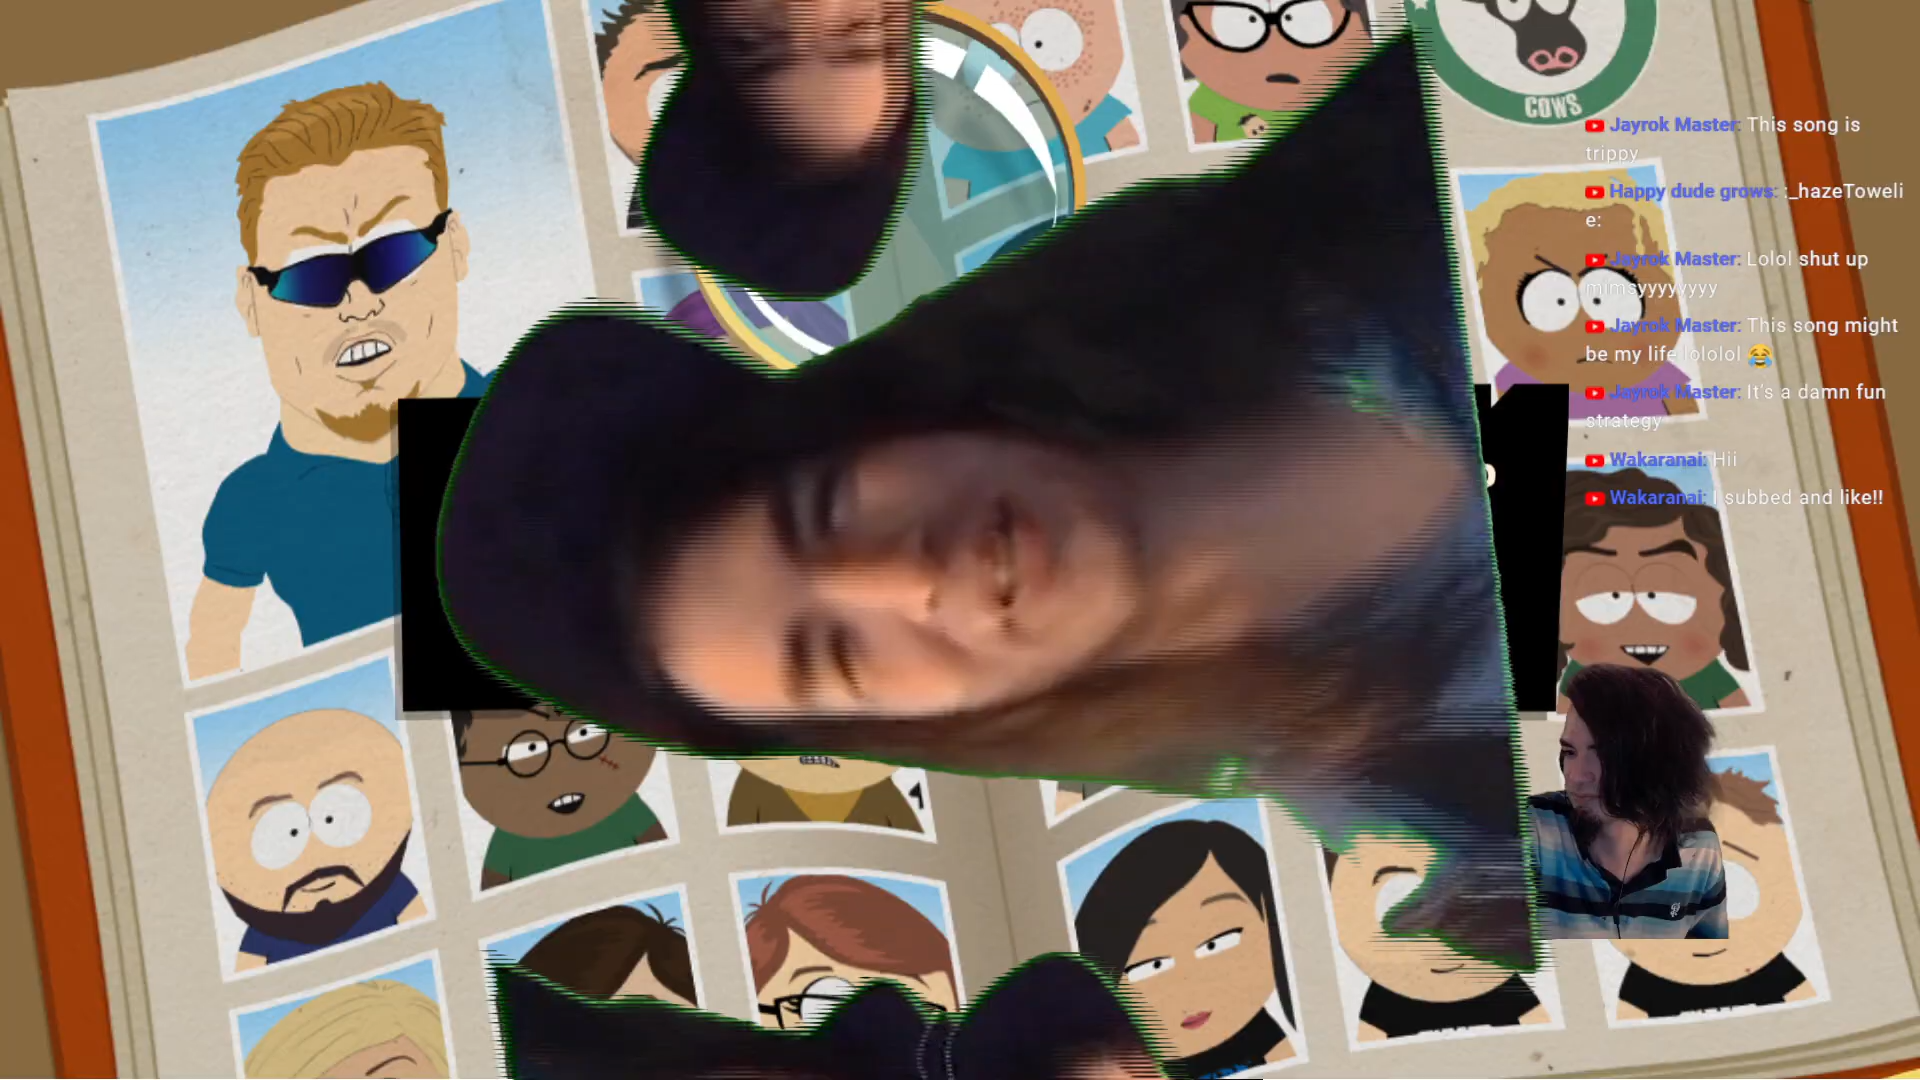 COWS
Jayrok Master: This song is
trippy
Happy dude grows: :_hazeToweli
e:
Jayrok Master: Lolol shut up
mimsyyyyyyyy
Jayrok Master: This song might
be my life lololol 😂
Jayrok Master: It's a damn fun
strategy
Wakaranai: Hii
Wakaranai: I subbed and like!!